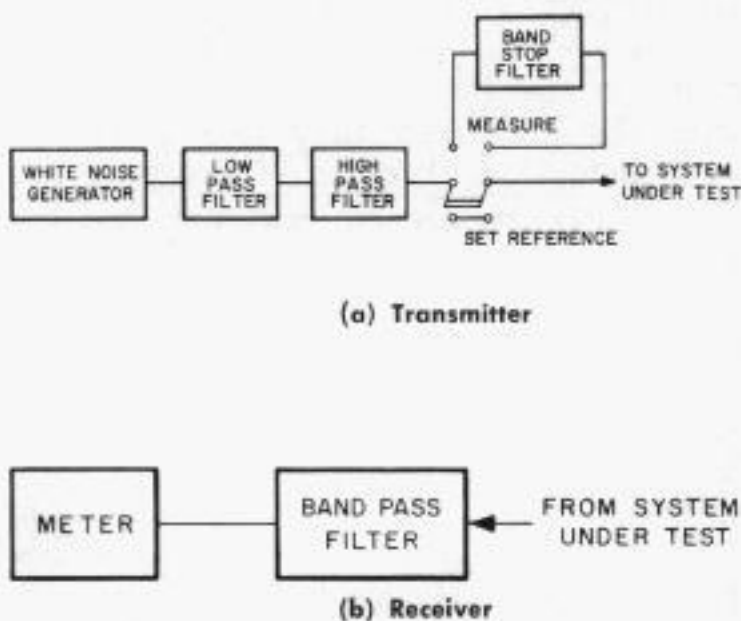 BAND
STOP
FILTER
MEASURE
WHITE NOISE
GENERATOR
LOW
PASS
FILTER
HIGH
PASS
FILTER
TO SYSTEM
UNDER TEST
SET REFERENCE
(a) Transmitter
METER
BAND PASS
FILTER
FROM SYSTEM
UNDER TEST
(b) Receiver